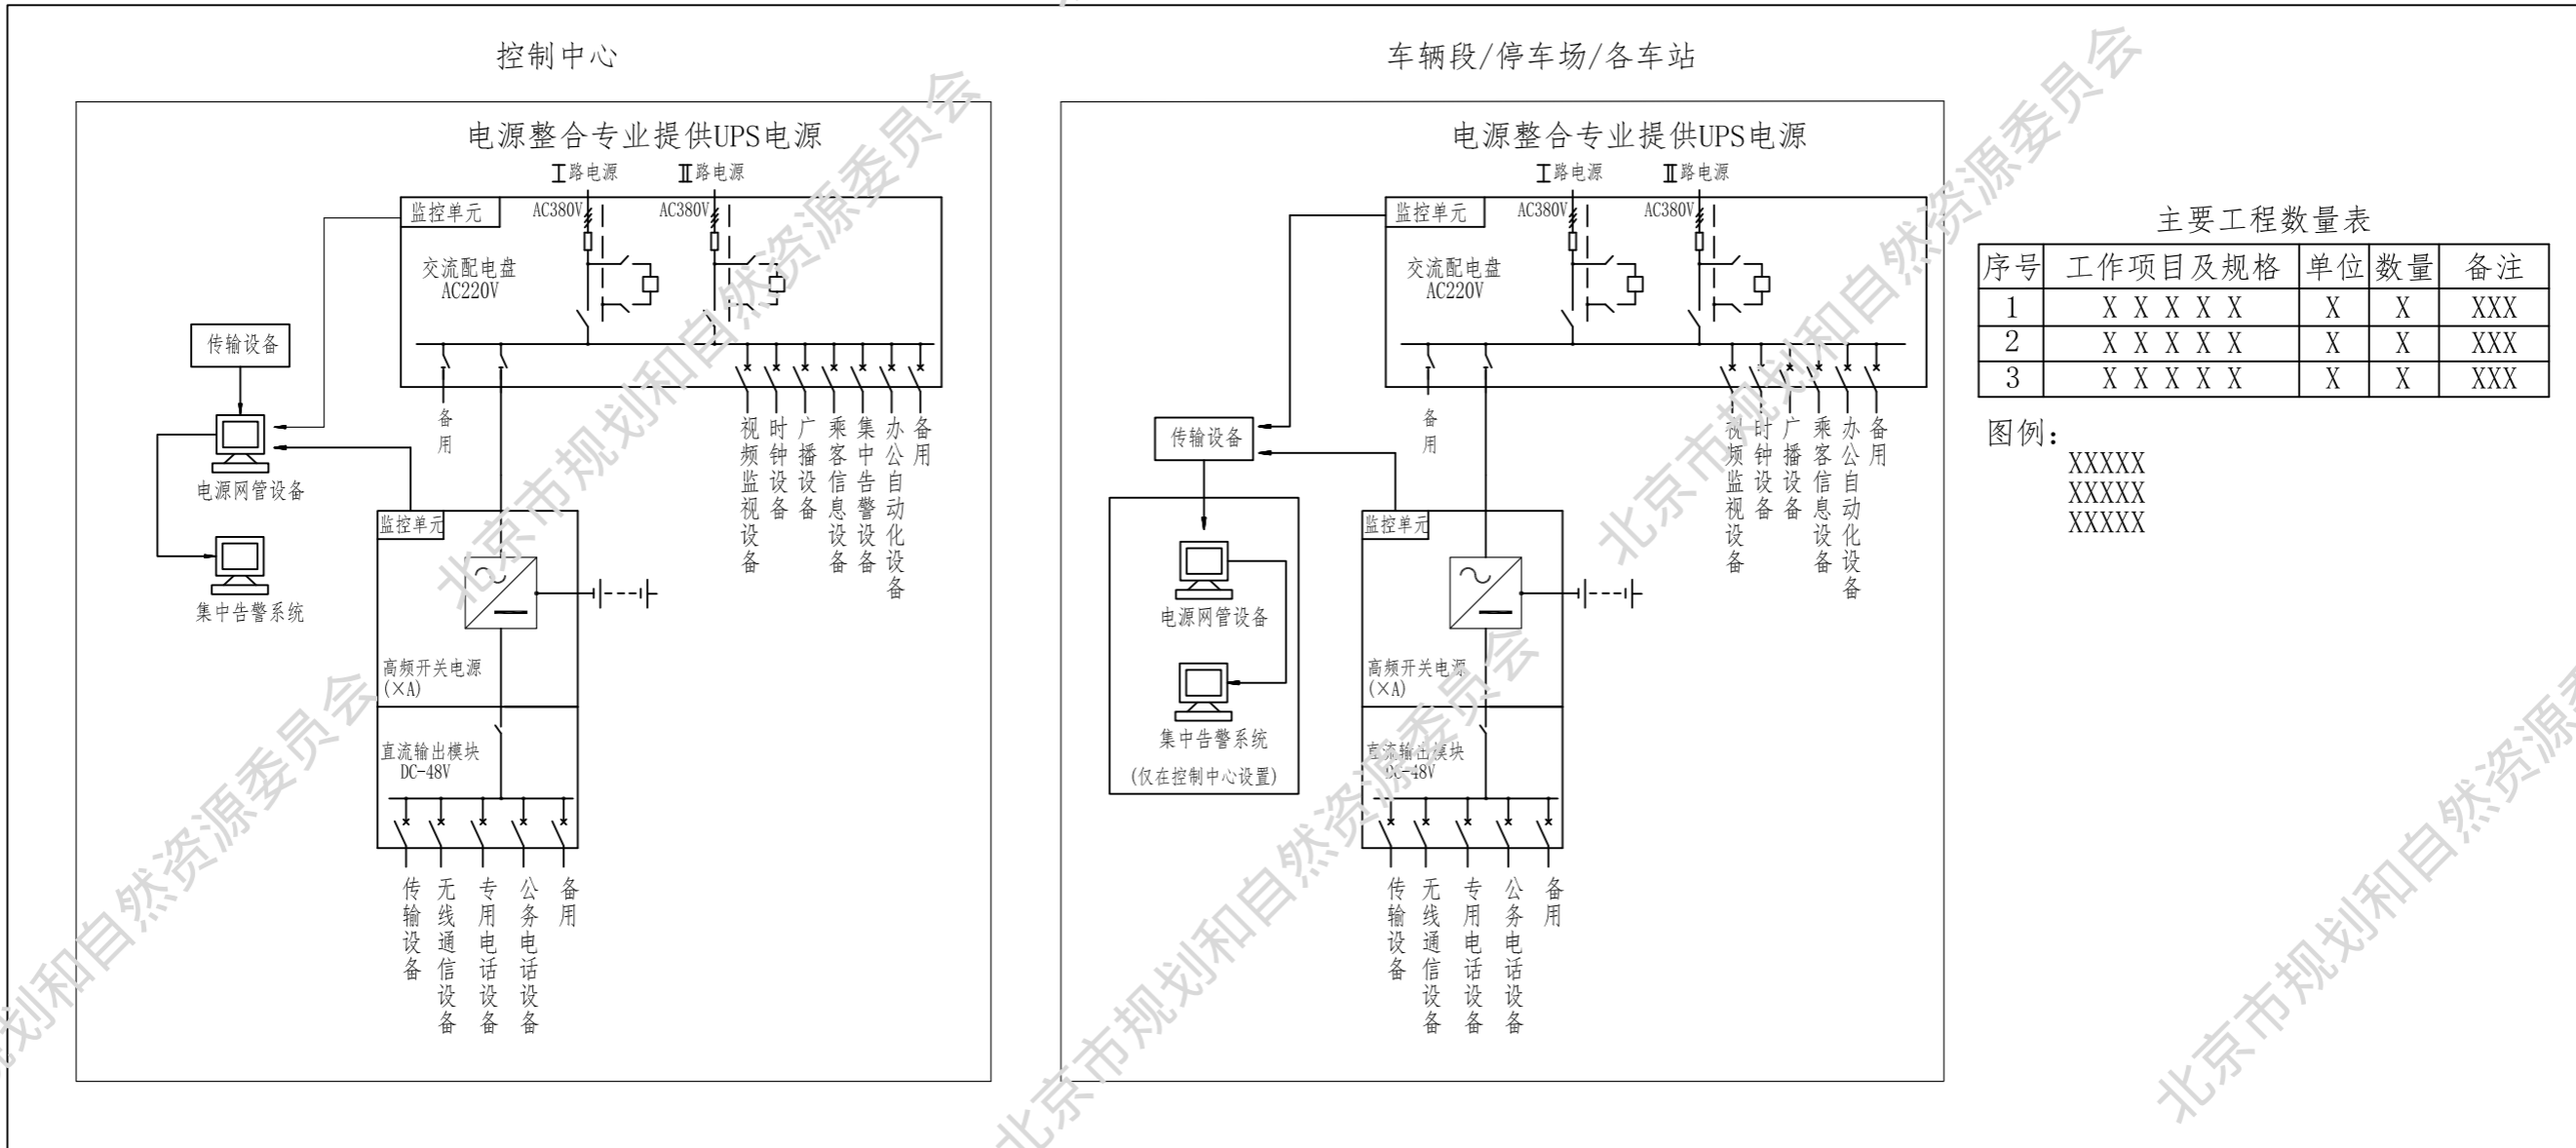 控制中心
电源整合专业提供UPS电源
Ⅰ路电源
Ⅱ路电源
监控单元
AC380V
AC380V
交流配电盘
AC220V
传输设备
备用
视频监视设备
时钟设备
广播设备
乘客信息设备
集中告警设备
办公自动化设备
备用
电源网管设备
集中告警系统
监控单元
高频开关电源
(×A)
直流输出模块
DC-48V
传输设备
无线通信设备
专用电话设备
公务电话设备
备用
车辆段/停车场/各车站
电源整合专业提供UPS电源
Ⅰ路电源
Ⅱ路电源
监控单元
AC380V
AC380V
交流配电盘
AC220V
备用
视频监视设备
时钟设备
广播设备
乘客信息设备
办公自动化设备
备用
传输设备
电源网管设备
集中告警系统
(仅在控制中心设置)
监控单元
高频开关电源
(×A)
直流输出模块
DC-48V
传输设备
无线通信设备
专用电话设备
公务电话设备
备用
主要工程数量表
序号 工作项目及规格 单位 数量 备注
1 X X X X X X X XXX
2 X X X X X X X XXX
3 X X X X X X X XXX
图例:
XXXXX
XXXXX
XXXXX
北京市规划和自然资源委员会
北京市规划和自然资源委员会
划和自然资源委员会
北京市规划和自然资源委员会
北京市规划和自然资源委